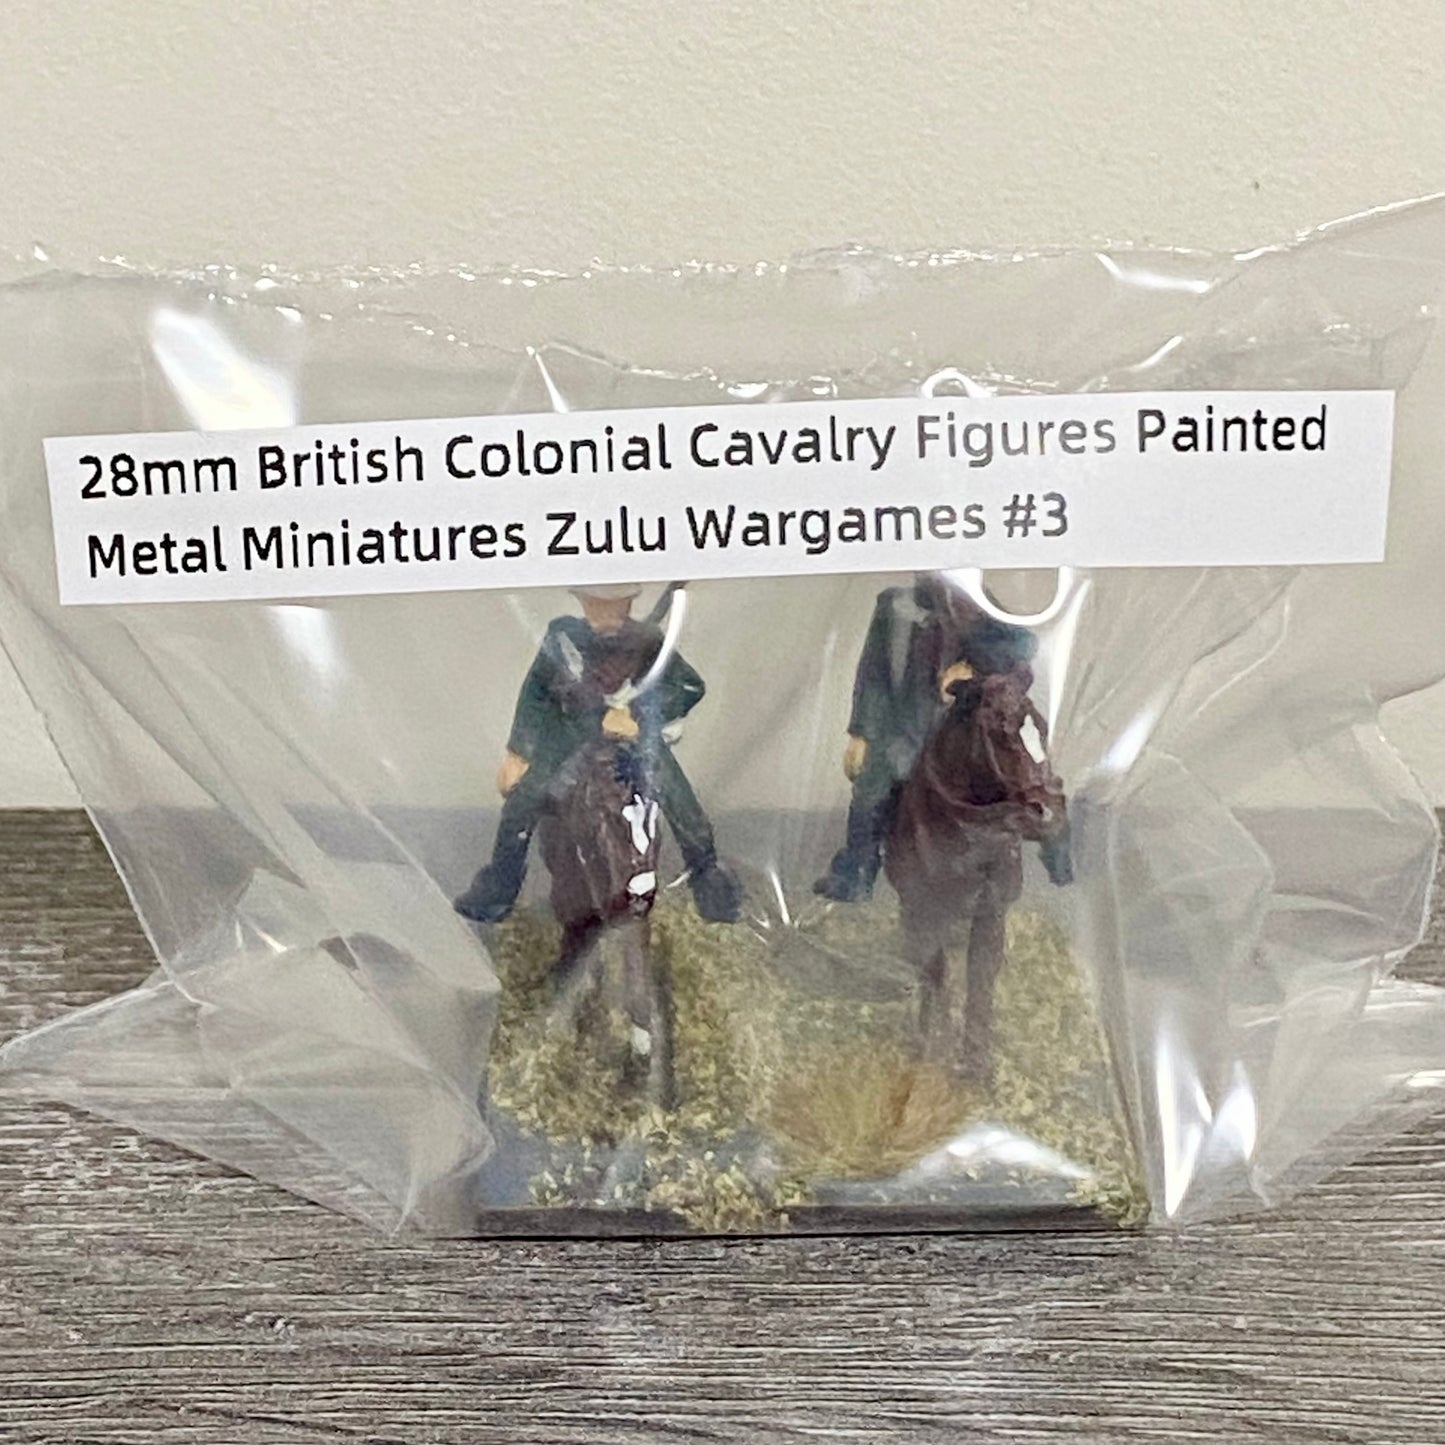 28mm British Colonial Cavalry Figures Painted
Metal Miniatures Zulu Wargames #3